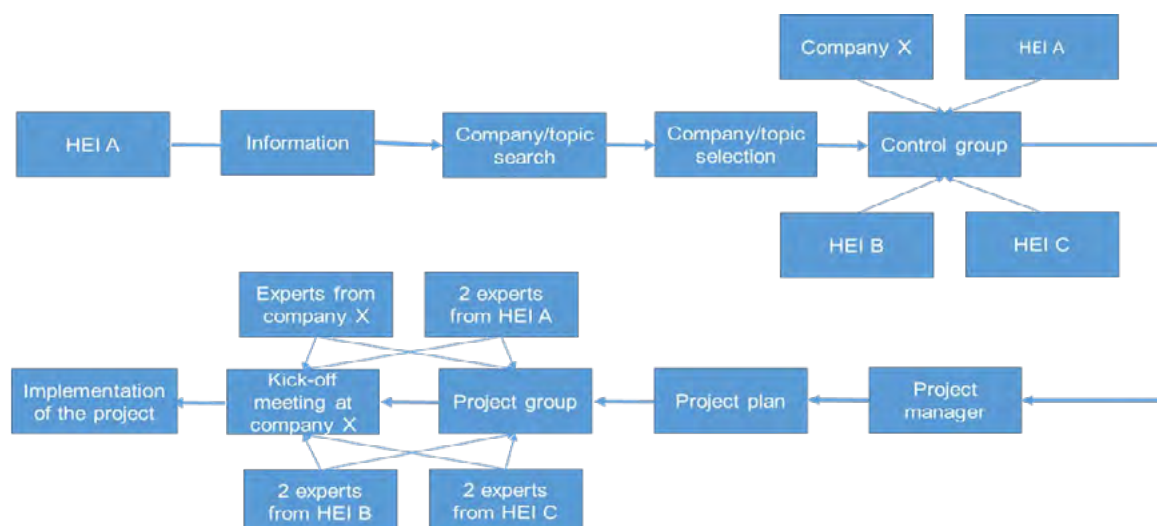 Company X
HEI A
HEI A
Information
Company/topic
search
Company/topic
selection
Control group
HEI B
HEI C
Experts from
company X
2 experts
from HEI A
Implementation
of the project
Kick-off
meeting at
company X
Project group
Project plan
Project
manager
2 experts
from HEI B
2 experts
from HEI C